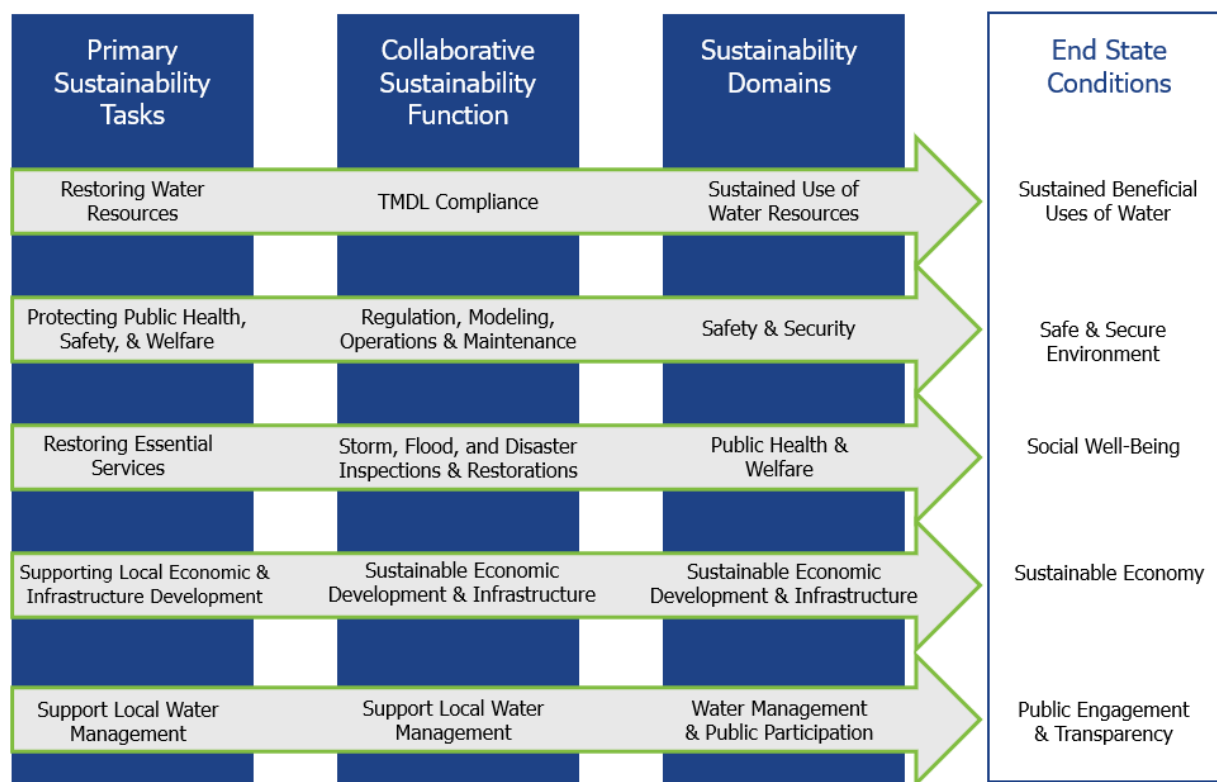 Primary
Sustainability
Tasks
Collaborative
Sustainability
Function
Sustainability
Domains
End State
Conditions
Restoring Water
Resources
TMDL Compliance
Sustained Use of
Water Resources
Sustained Beneficial
Uses of Water
Protecting Public Health,
Safety, & Welfare
Regulation, Modeling,
Operations & Maintenance
Safety & Security
Safe & Secure
Environment
Restoring Essential
Services
Storm, Flood, and Disaster
Inspections & Restorations
Public Health &
Welfare
Social Well-Being
Supporting Local Economic &
Infrastructure Development
Sustainable Economic
Development & Infrastructure
Sustainable Economic
Development & Infrastructure
Sustainable Economy
Support Local Water
Management
Support Local Water
Management
Water Management
& Public Participation
Public Engagement
& Transparency